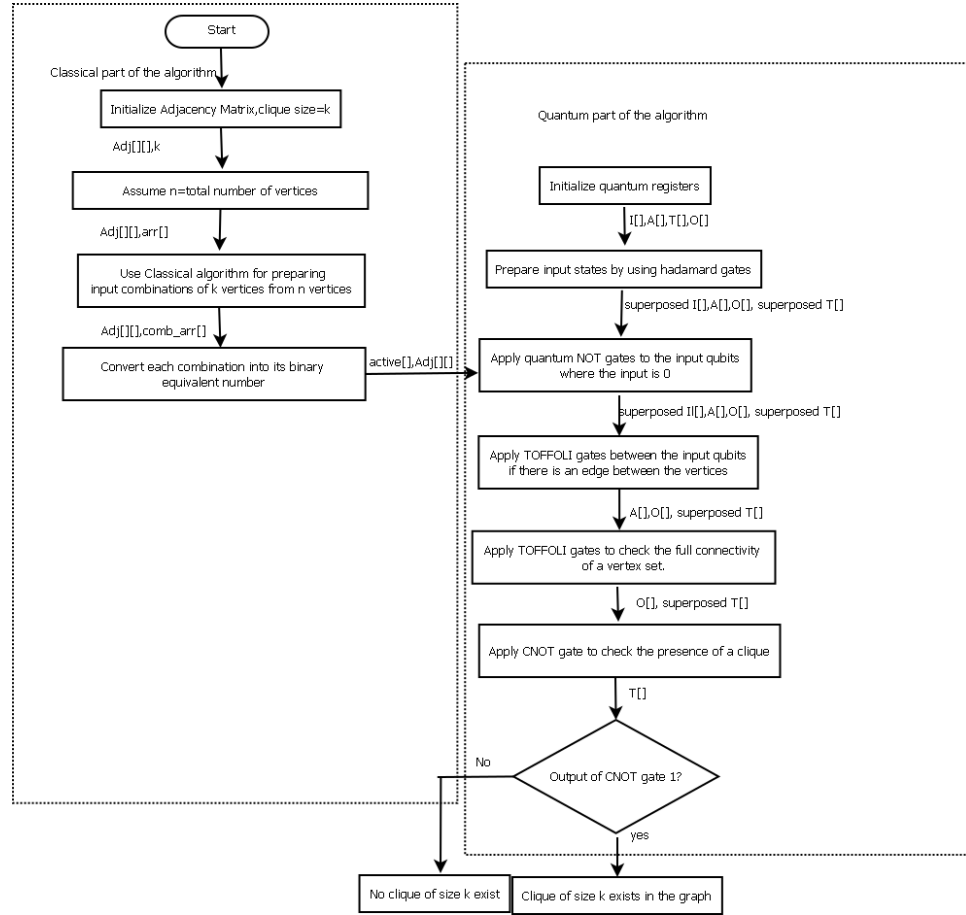 Start
Classical part of the algorithm
Initialize Adjacency Matrix,clique size=k
Adj[][],k
Assume n=total number of vertices
Adj[][],arr[]
Use Classical algorithm for preparing
input combinations of k vertices from n vertices
Adj[][],comb_arr[]
Convert each combination into its binary
equivalent number
active[],Adj[][]
Quantum part of the algorithm
Initialize quantum registers
I[],A[],T[],O[]
Prepare input states by using hadamard gates
superposed I[],A[],O[], superposed T[]
Apply quantum NOT gates to the input qubits
where the input is 0
superposed Il[],A[],O[], superposed T[]
Apply TOFFOLI gates between the input qubits
if there is an edge between the vertices
A[],O[], superposed T[]
Apply TOFFOLI gates to check the full connectivity
of a vertex set.
O[], superposed T[]
Apply CNOT gate to check the presence of a clique
T[]
Output of CNOT gate 1?
No
yes
No clique of size k exist
Clique of size k exists in the graph